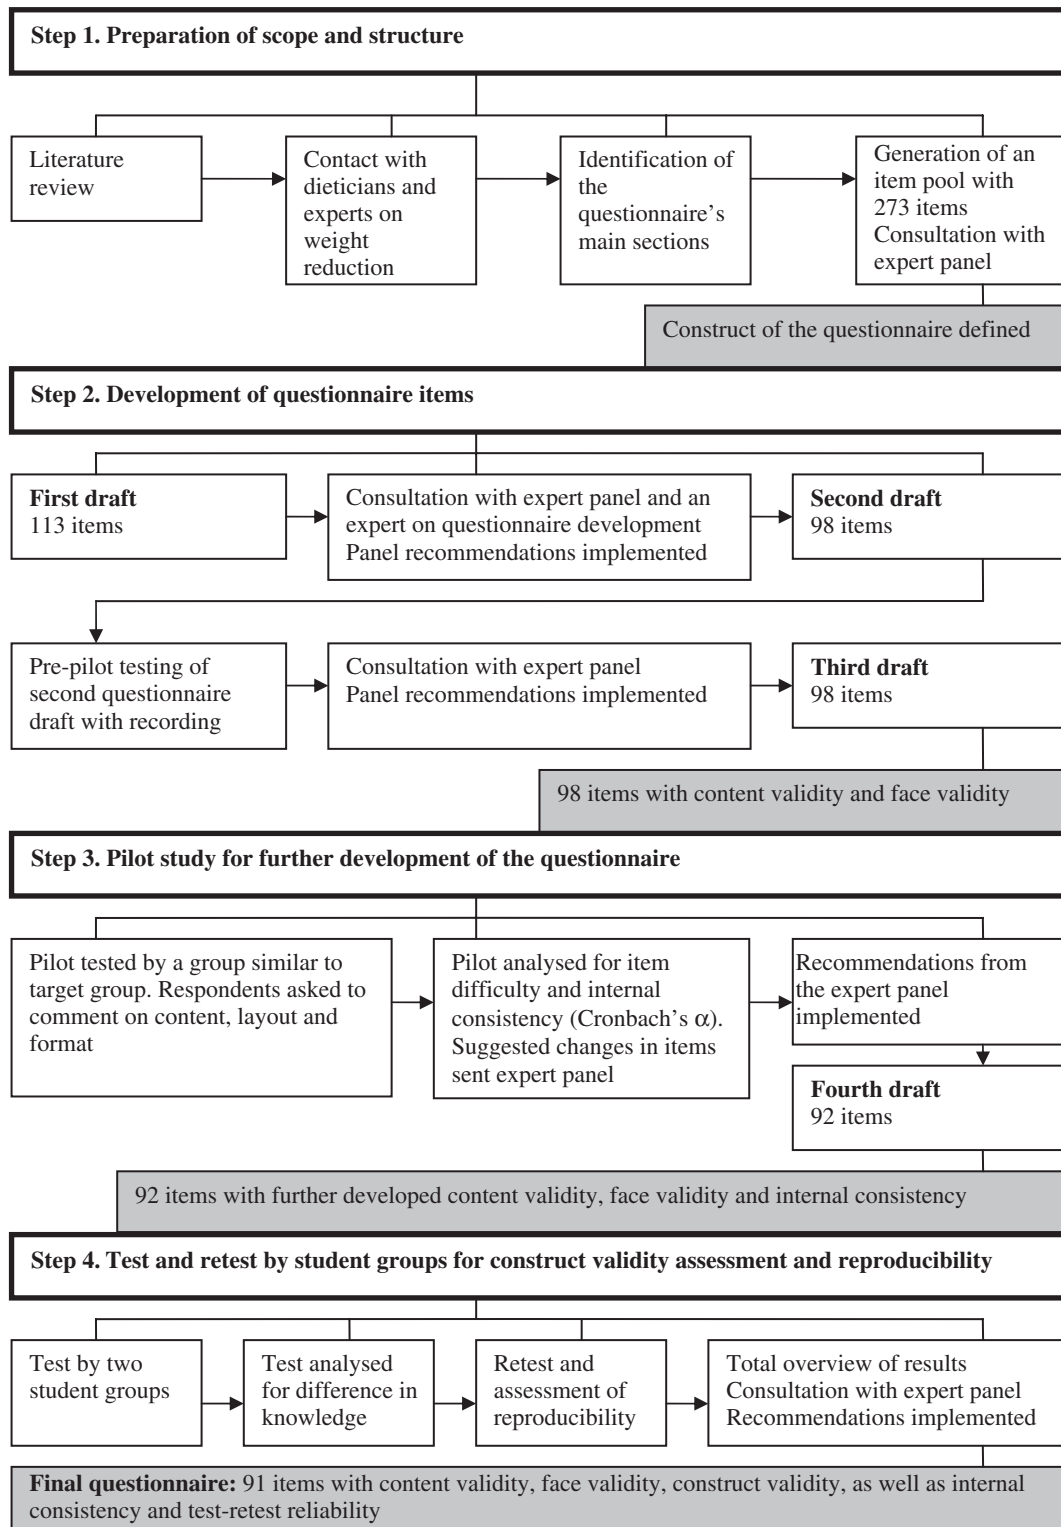 Step 1. Preparation of scope and structure
Literature
review
Contact with
dieticians and
experts on
weight
reduction
Identification of
the
questionnaire's
main sections
Generation of an
item pool with
273 items
Consultation with
expert panel
Construct of the questionnaire defined
Step 2. Development of questionnaire items
First draft
113 items
Consultation with expert panel and an
expert on questionnaire development
Panel recommendations implemented
Second draft
98 items
Pre-pilot testing of
second questionnaire
draft with recording
Consultation with expert panel
Panel recommendations implemented
Third draft
98 items
98 items with content validity and face validity
Step 3. Pilot study for further development of the questionnaire
Pilot tested by a group similar to
target group. Respondents asked to
comment on content, layout and
format
Pilot analysed for item
difficulty and internal
consistency (Cronbach's α).
Suggested changes in items
sent expert panel
Recommendations from
the expert panel
implemented
Fourth draft
92 items
92 items with further developed content validity, face validity and internal consistency
Step 4. Test and retest by student groups for construct validity assessment and reproducibility
Test by two
student groups
Test analysed
for difference in
knowledge
Retest and
assessment of
reproducibility
Total overview of results
Consultation with expert panel
Recommendations implemented
Final questionnaire: 91 items with content validity, face validity, construct validity, as well as internal
consistency and test-retest reliability